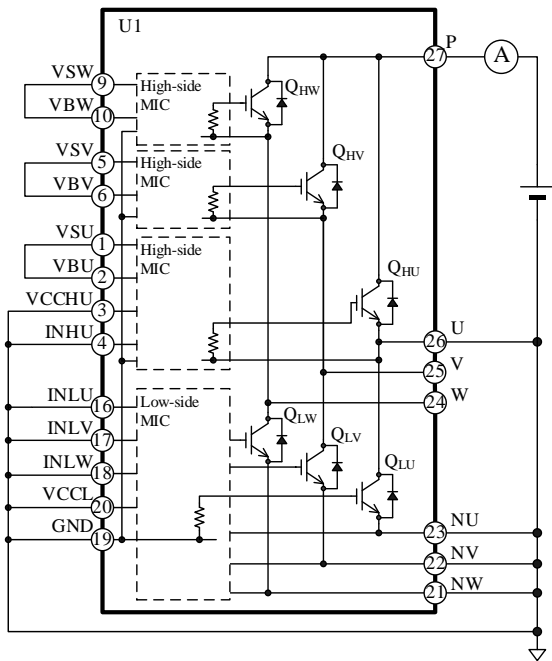 U1
P
27
A
VSW
9
High-side
MIC
QHW
VBW
10
VSV
5
High-side
MIC
QHV
VBV
6
VSU
1
High-side
MIC
VBU
2
QHU
VCCHU
3
U
26
INHU
4
V
25
W
24
INLU
16
Low-side
MIC
QLW
QLV
INLV
17
QLU
INLW
18
VCCL
20
NU
23
GND
19
NV
22
NW
21